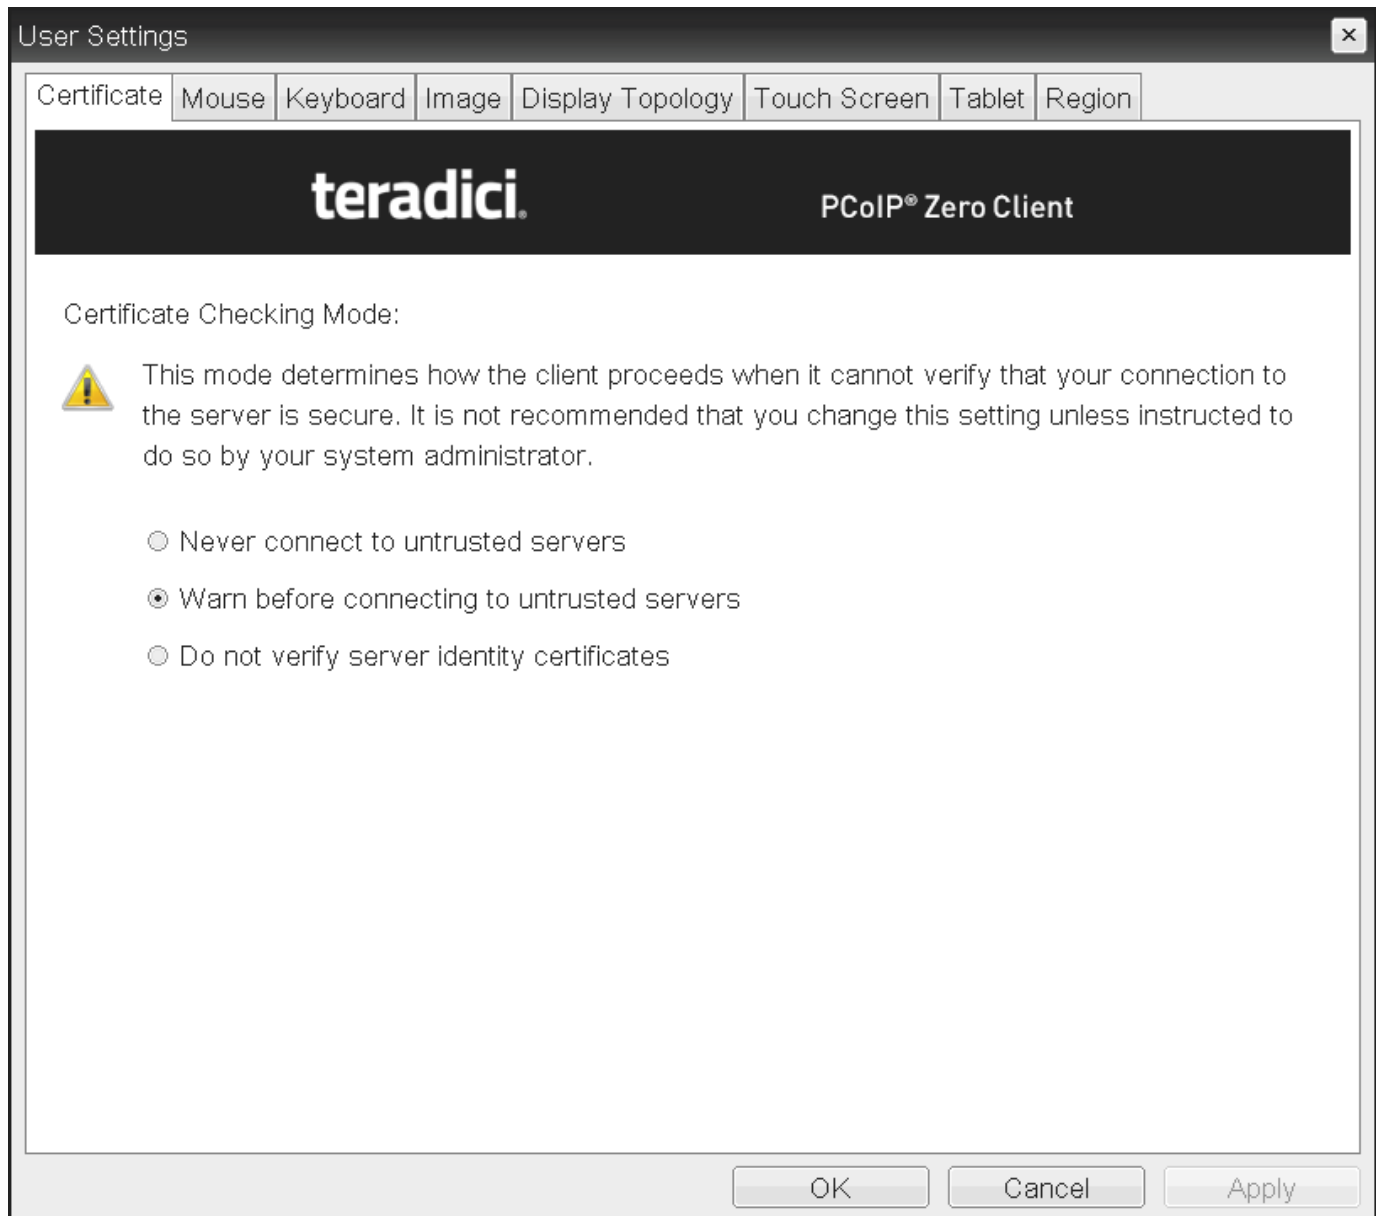 User Settings
Certificate Mouse Keyboard Image Display Topology Touch Screen Tablet Region
teradici® PCoIP® Zero Client
Certificate Checking Mode:
This mode determines how the client proceeds when it cannot verify that your connection to
the server is secure. It is not recommended that you change this setting unless instructed to
do so by your system administrator.
Never connect to untrusted servers
Warn before connecting to untrusted servers
Do not verify server identity certificates
OK Cancel Apply